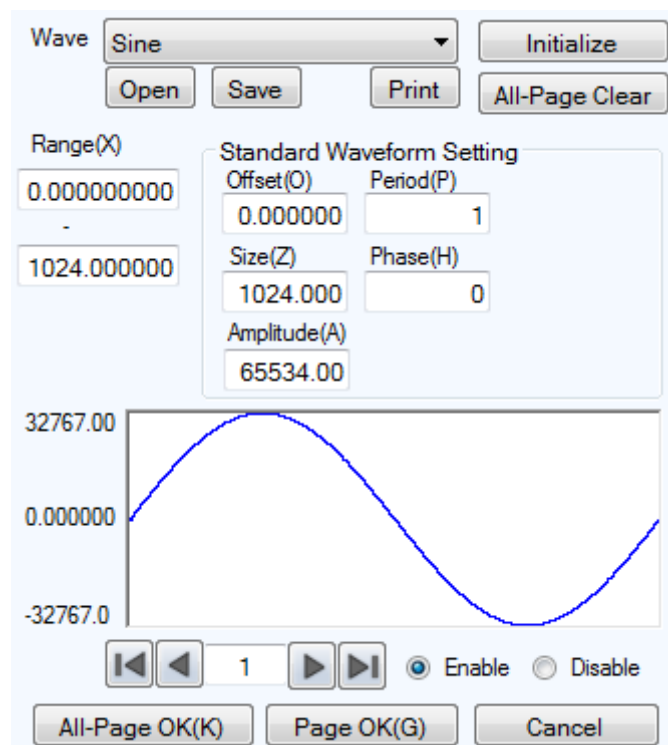 Wave Sine Initialize
Open Save Print All-Page Clear
Range(X) Standard Waveform Setting
Offset(O) Period(P)
0.000000000 0.000000 1
-
Size(Z) Phase(H)
1024.000000 1024.000 0
Amplitude(A)
65534.00
32767.00
0.000000
-32767.0
1 Enable Disable
All-Page OK(K) Page OK(G) Cancel